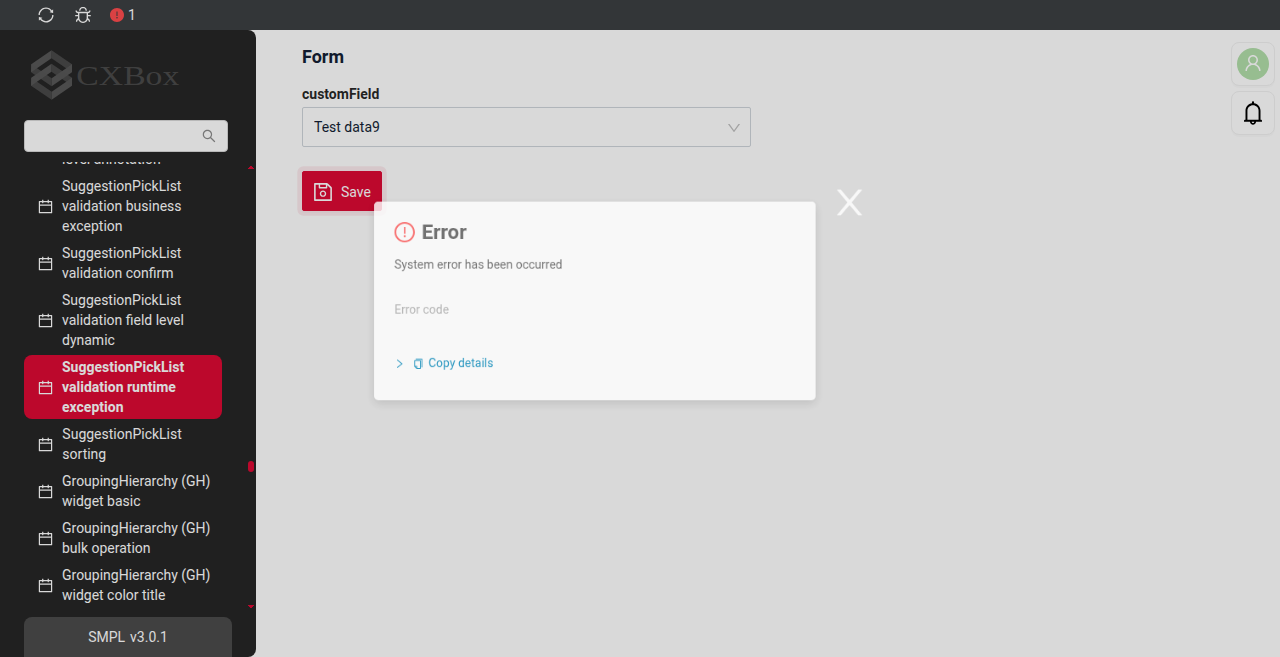 1
CXBox
level annotation
SuggestionPickList
validation business
exception
SuggestionPickList
validation confirm
SuggestionPickList
validation field level
dynamic
SuggestionPickList
validation runtime
exception
SuggestionPickList
sorting
GroupingHierarchy (GH)
widget basic
GroupingHierarchy (GH)
bulk operation
GroupingHierarchy (GH)
widget color title
SMPL v3.0.1
Form
customField
Test data9
Save
Error
System error has been occurred
Error code
Copy details